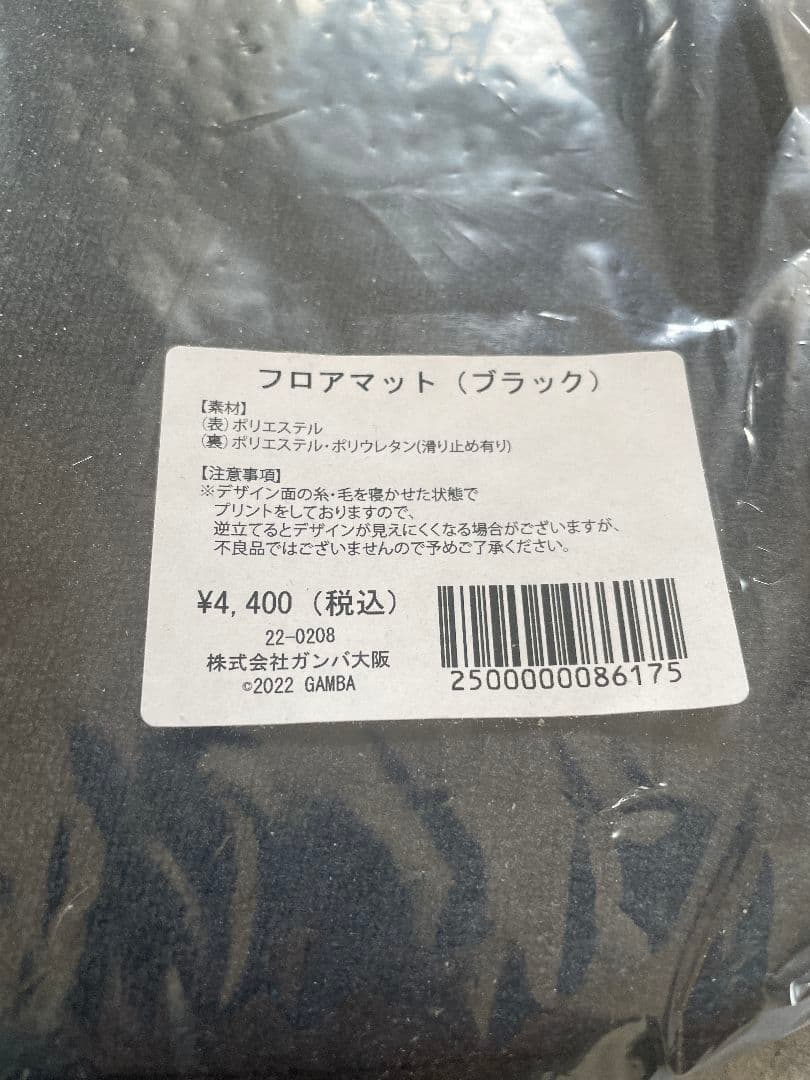 フロアマット（ブラック）
【素材】
（表）ポリエステル
（裏）ポリエステル・ポリウレタン(滑り止め有り)
【注意事項】
※デザイン面の糸・毛を寝かせた状態で
プリントをしておりますので、
逆立てるとデザインが見えにくくなる場合がございますが、
不良品ではございませんので予めご了承ください。
¥4,400（税込）
22-0208
株式会社ガンバ大阪
©2022 GAMBA
2500000086175